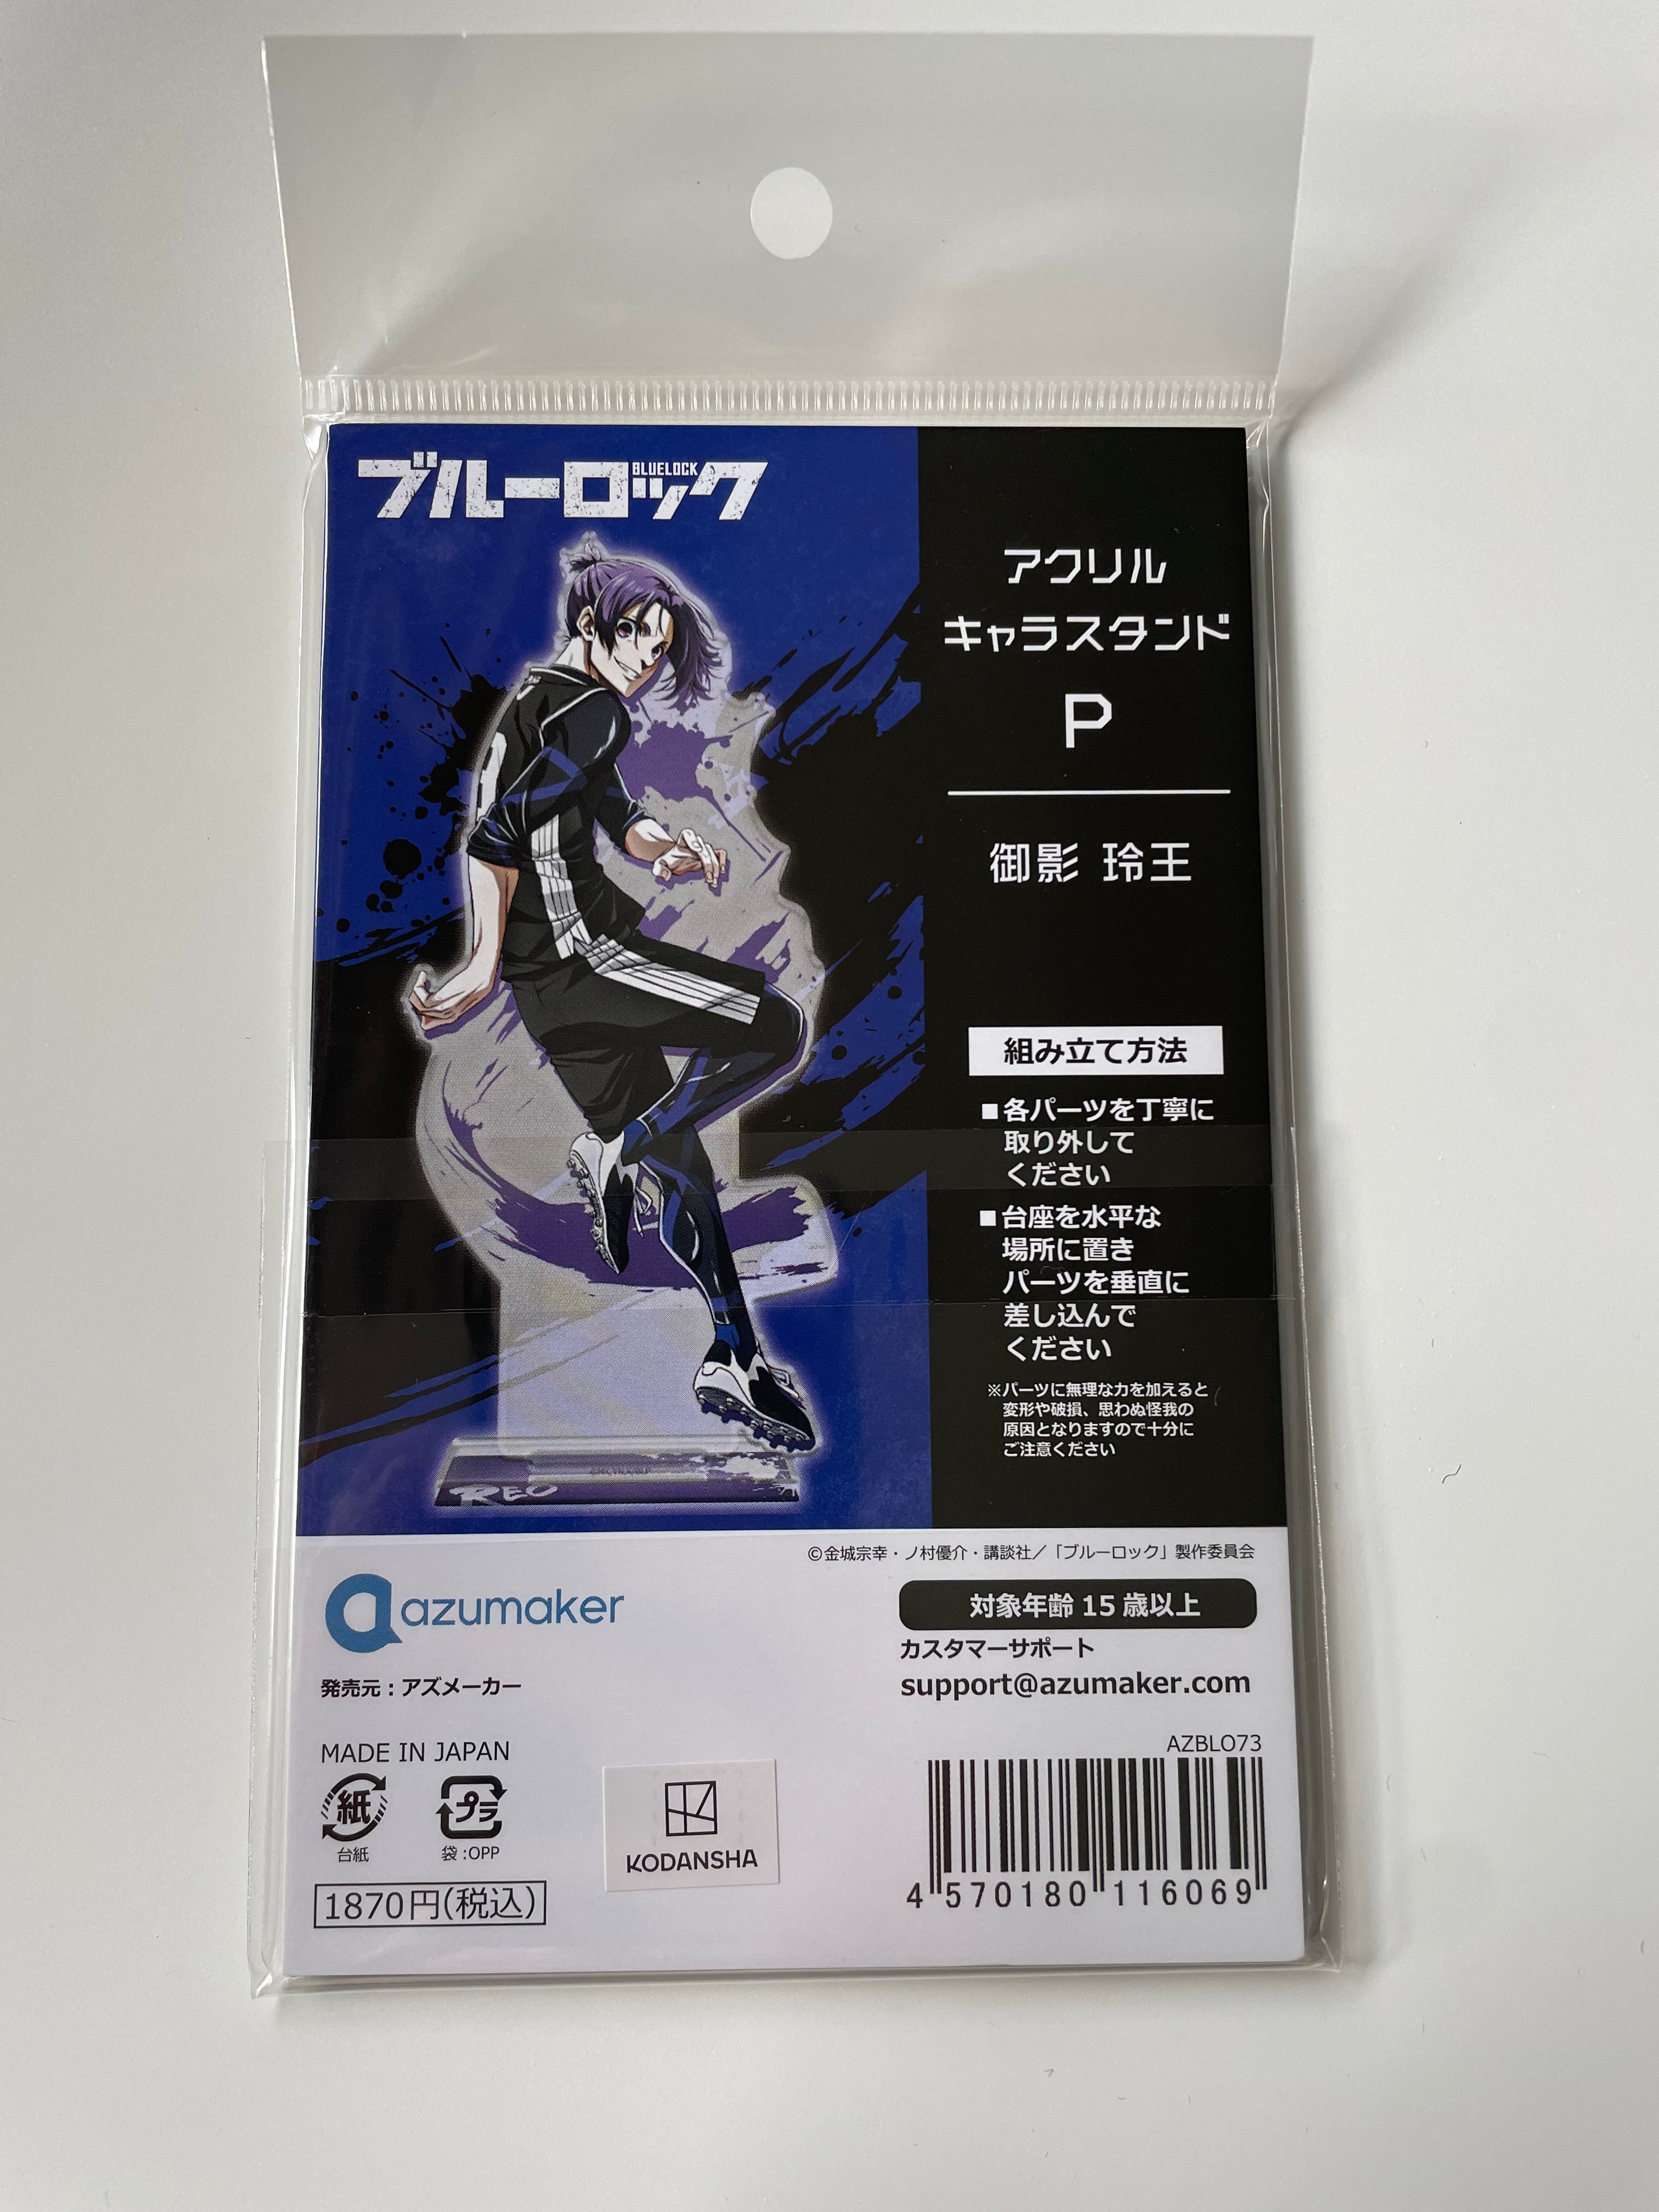 ブルーロック
BLUELOCK
アクリル
キャラスタンド
P
御影 玲王
組み立て方法
■各パーツを丁寧に
取り外して
ください
■台座を水平な
場所に置き
パーツを垂直に
差し込んで
ください
※パーツに無理な力を加えると
変形や破損、思わぬ怪我の
原因となりますので十分に
ご注意ください
REO
©金城宗幸・ノ村優介・講談社／「ブルーロック」製作委員会
azumaker
対象年齢 15 歳以上
カスタマーサポート
support@azumaker.com
発売元：アズメーカー
MADE IN JAPAN
紙
プラ
台紙
袋:OPP
1870円(税込)
KODANSHA
AZBLO73
4 570180 116069